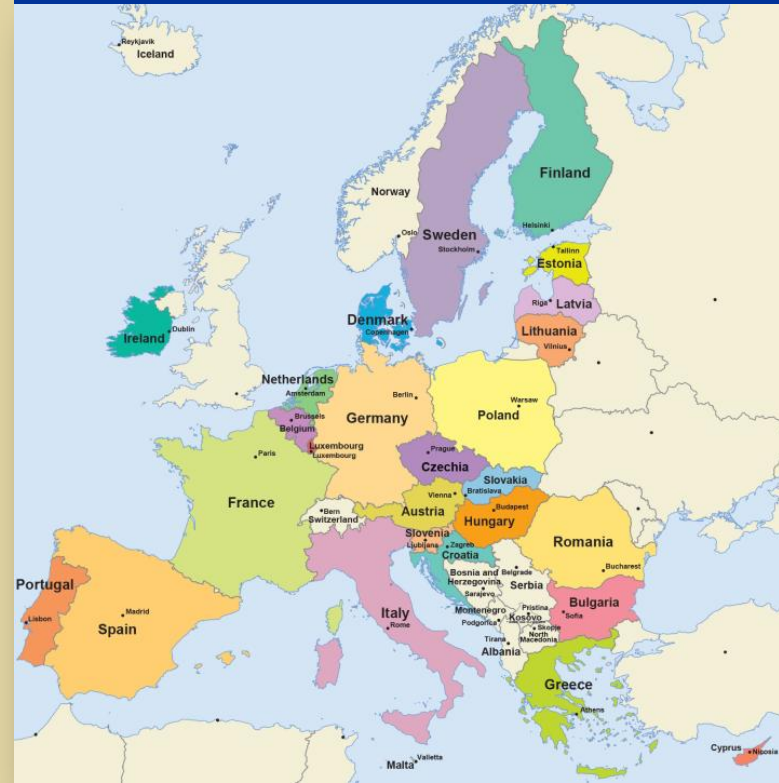 Reykjavik
Iceland
Finland
Norway
Helsinki
Oslo
Sweden
Stockholm
Tallinn
Estonia
Riga
Latvia
Denmark
Copenhagen
Lithuania
Vilnius
Dublin
Ireland
Netherlands
Amsterdam
Berlin
Germany
Warsaw
Poland
Brussels
Belgium
Luxembourg
Luxembourg
Paris
Prague
Czechia
Slovakia
Bratislava
Vienna
Austria
France
Bern
Switzerland
Budapest
Hungary
Slovenia
Ljubljana
Zagreb
Croatia
Romania
Bucharest
Bosnia and
Herzegovina
Sarajevo
Belgrade
Serbia
Portugal
Lisbon
Madrid
Spain
Italy
Rome
Montenegro
Podgorica
Pristina
Kosovo
Bulgaria
Sofia
Skopje
North
Macedonia
Tirana
Albania
Greece
Athens
Malta
Valletta
Cyprus
Nicosia